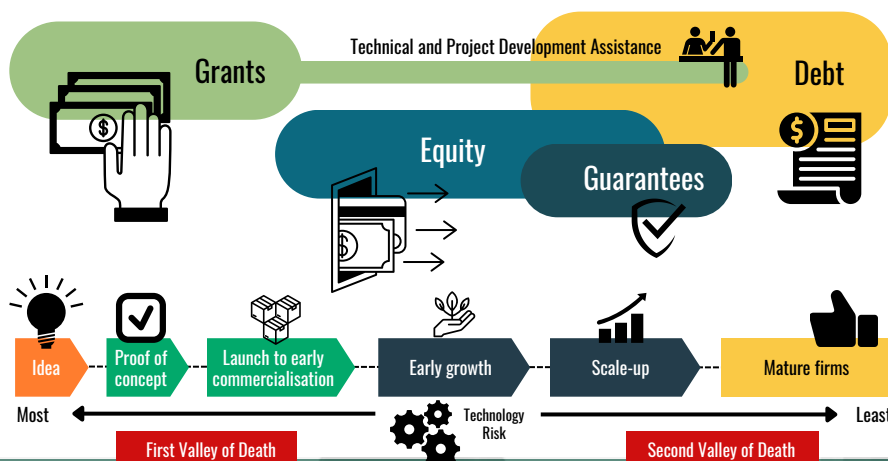 Technical and Project Development Assistance
Grants
Debt
$
$
Equity
Guarantees
$
Idea
Proof of
concept
Launch to early
commercialisation
Early growth
Scale-up
Mature firms
Most
Technology
Risk
Least
First Valley of Death
Second Valley of Death